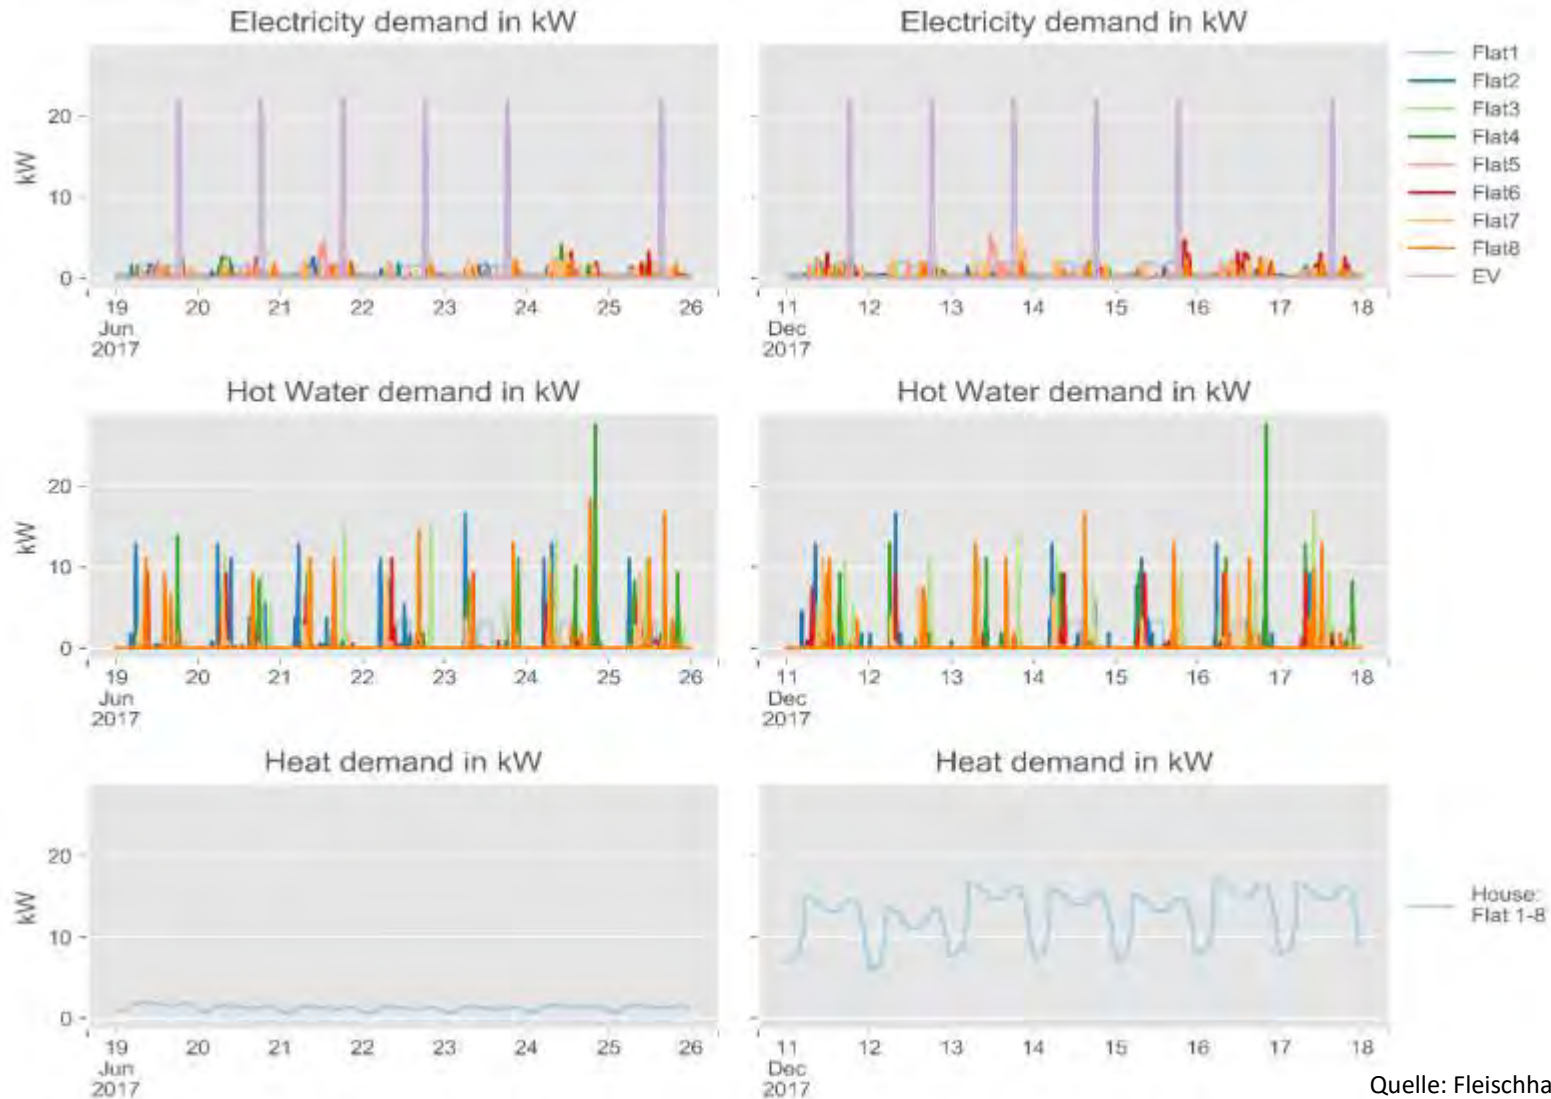 Electricity demand in kW
Electricity demand in kW
kW
20
10
0
19 20 21 22 23 24 25 26
Jun
2017
11 12 13 14 15 16 17 18
Dec
2017
Flat1
Flat2
Flat3
Flat4
Flat5
Flat6
Flat7
Flat8
EV
Hot Water demand in kW
Hot Water demand in kW
kW
20
10
0
19 20 21 22 23 24 25 26
Jun
2017
11 12 13 14 15 16 17 18
Dec
2017
Heat demand in kW
Heat demand in kW
kW
20
10
0
19 20 21 22 23 24 25 26
Jun
2017
11 12 13 14 15 16 17 18
Dec
2017
House:
Flat 1-8
Quelle: Fleischha